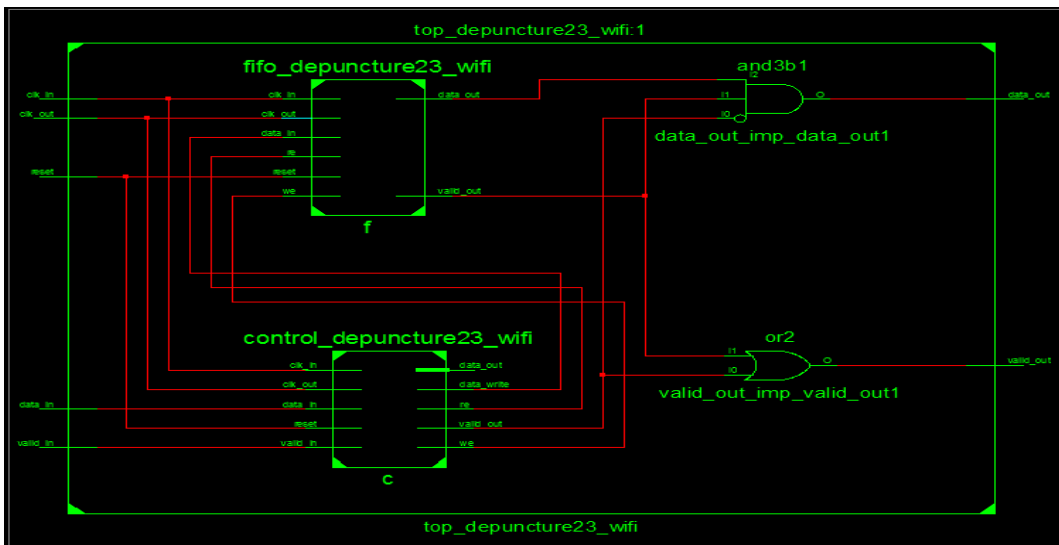 top_depuncture23_wifi:1
fifo_depuncture23_wifi
and3b1
clk_in
clk_in
data_out
I2
I1
O
data_out
clk_out
clk_out
I0
data_in
data_out_imp_data_out1
re
reset
reset
we
valid_out
f
control_depuncture23_wifi
or2
clk_in
data_out
I1
O
valid_out
clk_out
data_write
I0
data_in
data_in
re
valid_out_imp_valid_out1
reset
valid_out
valid_in
valid_in
we
c
top_depuncture23_wifi